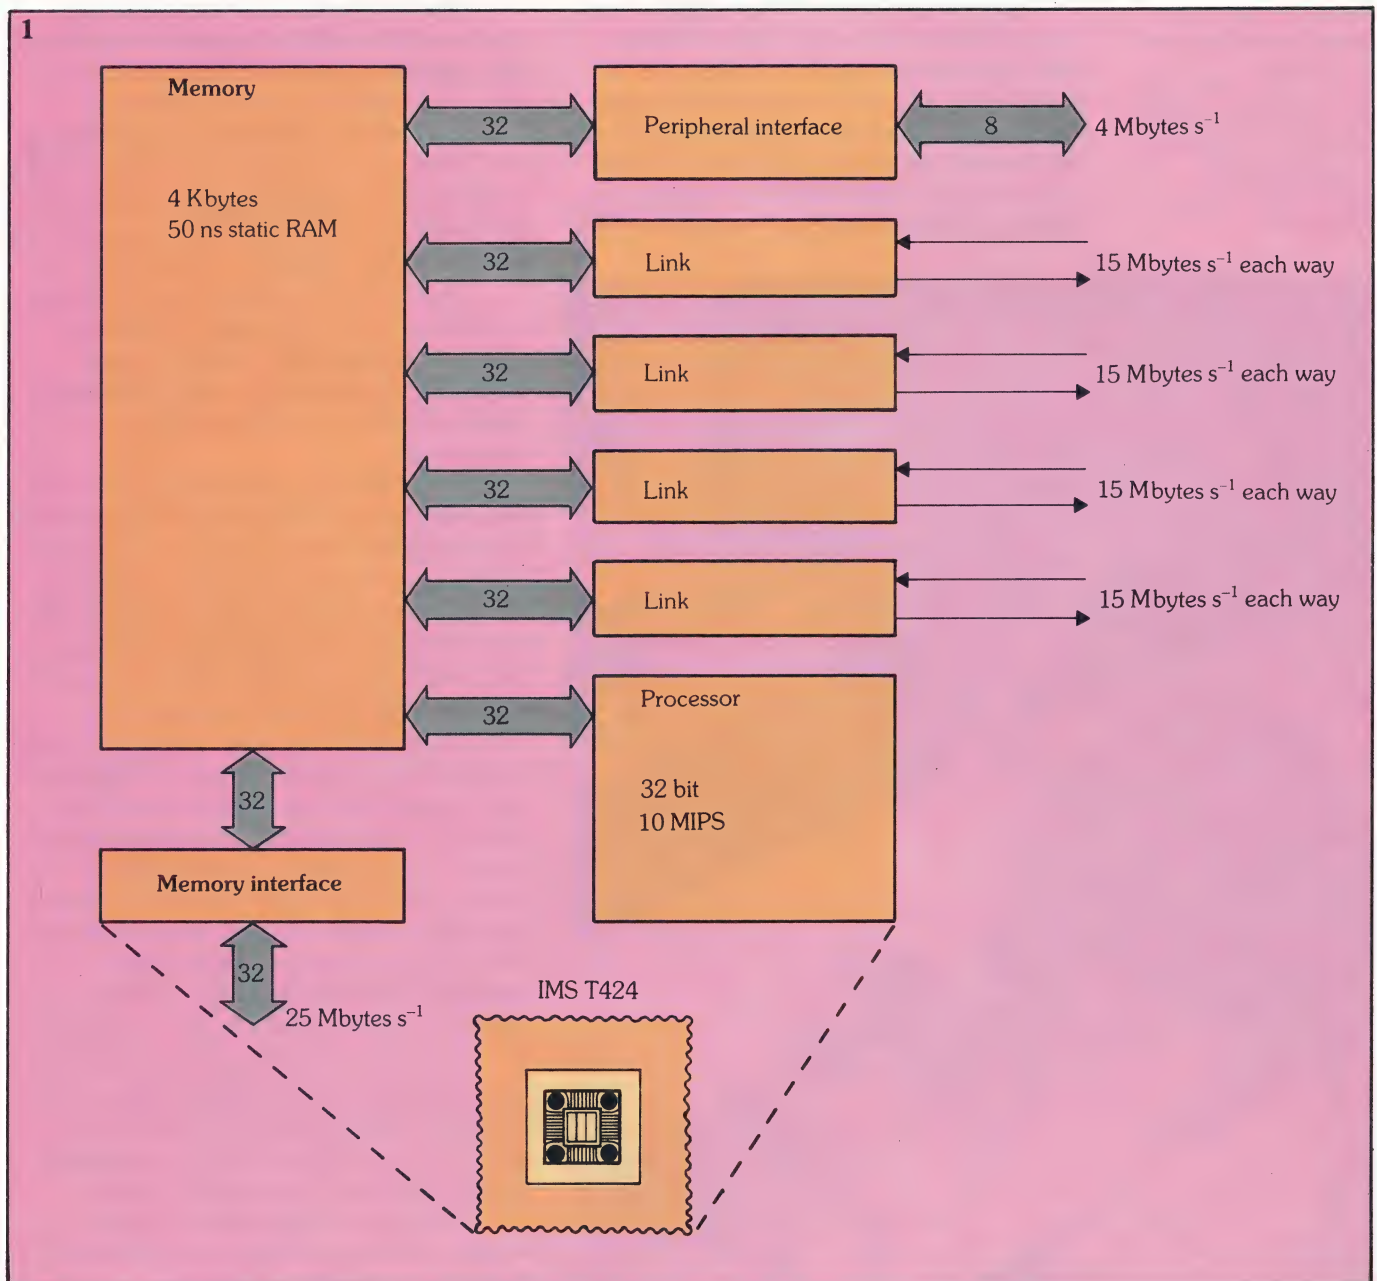 1
Memory
4 Kbytes
50 ns static RAM
32
Peripheral interface
8
4 Mbytes s⁻¹
32
Link
15 Mbytes s⁻¹ each way
32
Link
15 Mbytes s⁻¹ each way
32
Link
15 Mbytes s⁻¹ each way
32
Link
15 Mbytes s⁻¹ each way
32
Processor
32 bit
10 MIPS
32
Memory interface
32
25 Mbytes s⁻¹
IMS T424